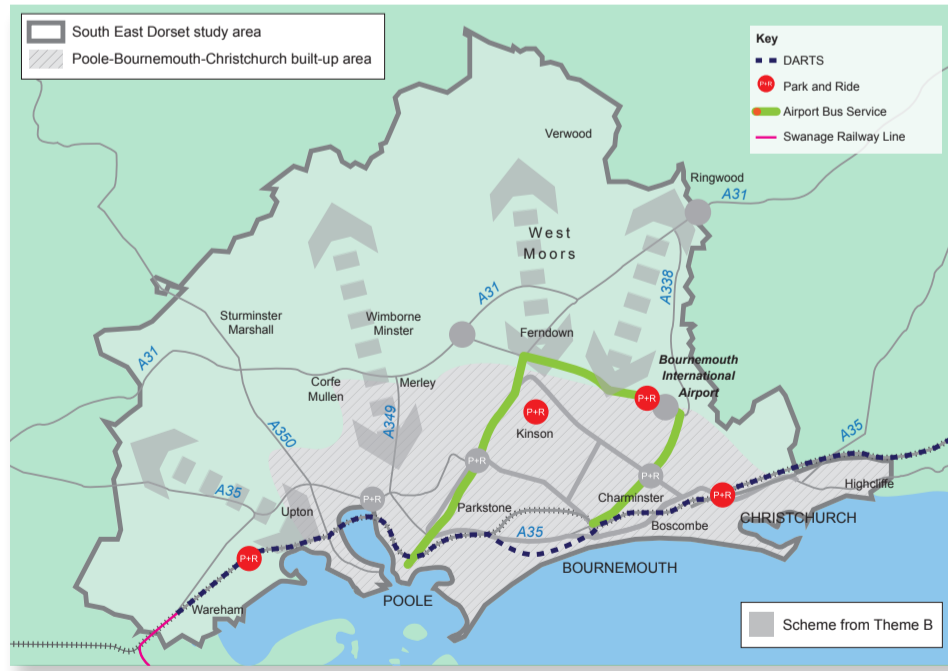 South East Dorset study area
Poole-Bournemouth-Christchurch built-up area
Key
DARTS
P+R Park and Ride
Airport Bus Service
Swanage Railway Line
Verwood
Ringwood
A31
West
Moors
A338
A31
Sturminster
Marshall
Wimborne
Minster
Ferndown
A31
Bournemouth
International
Airport
Corfe
Mullen
Merley
P+R
P+R
Kinson
A349
A350
P+R
A35
P+R
A35
Highcliffe
Upton
P+R
Parkstone
Charminster
P+R
CHRISTCHURCH
Boscombe
A35
P+R
BOURNEMOUTH
POOLE
Wareham
Scheme from Theme B